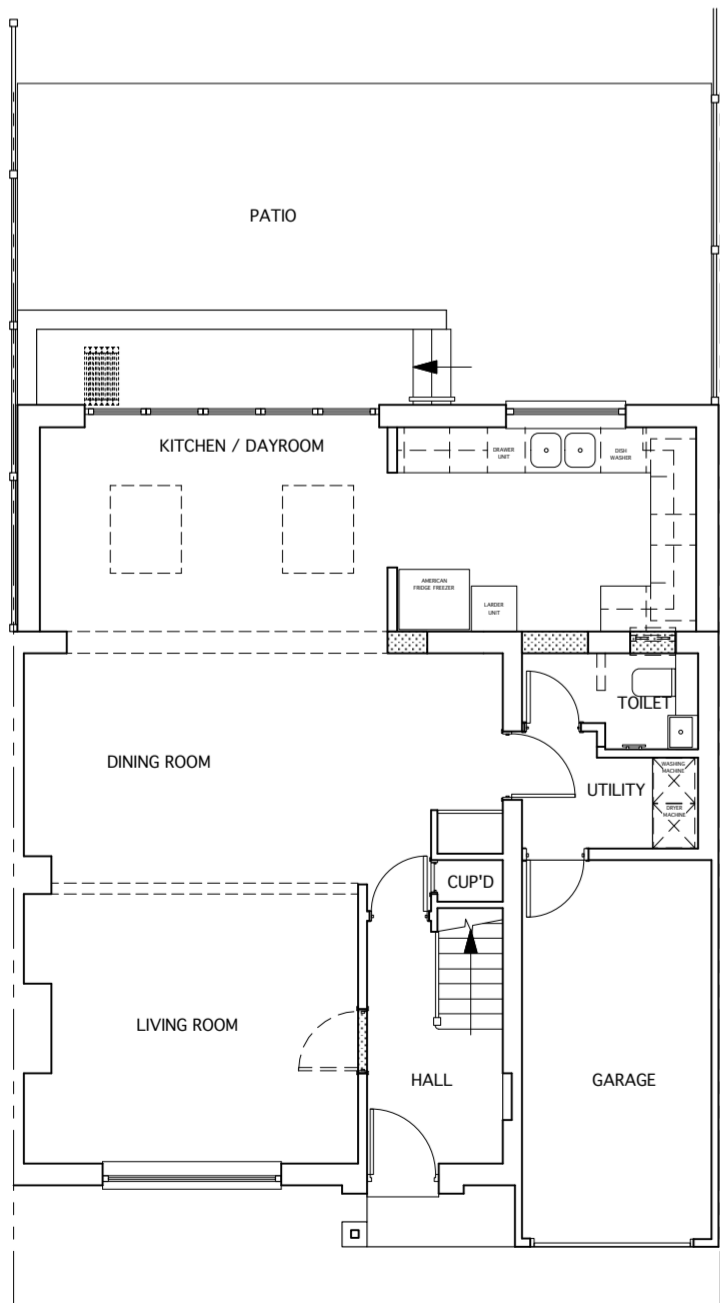 PATIO
KITCHEN / DAYROOM
DRAWER
UNIT
DISH
WASHER
AMERICAN
FRIDGE FREEZER
LARDER
UNIT
TOILET
DINING ROOM
WASHING
MACHINE
UTILITY
DRYER
MACHINE
CUP'D
LIVING ROOM
HALL
GARAGE